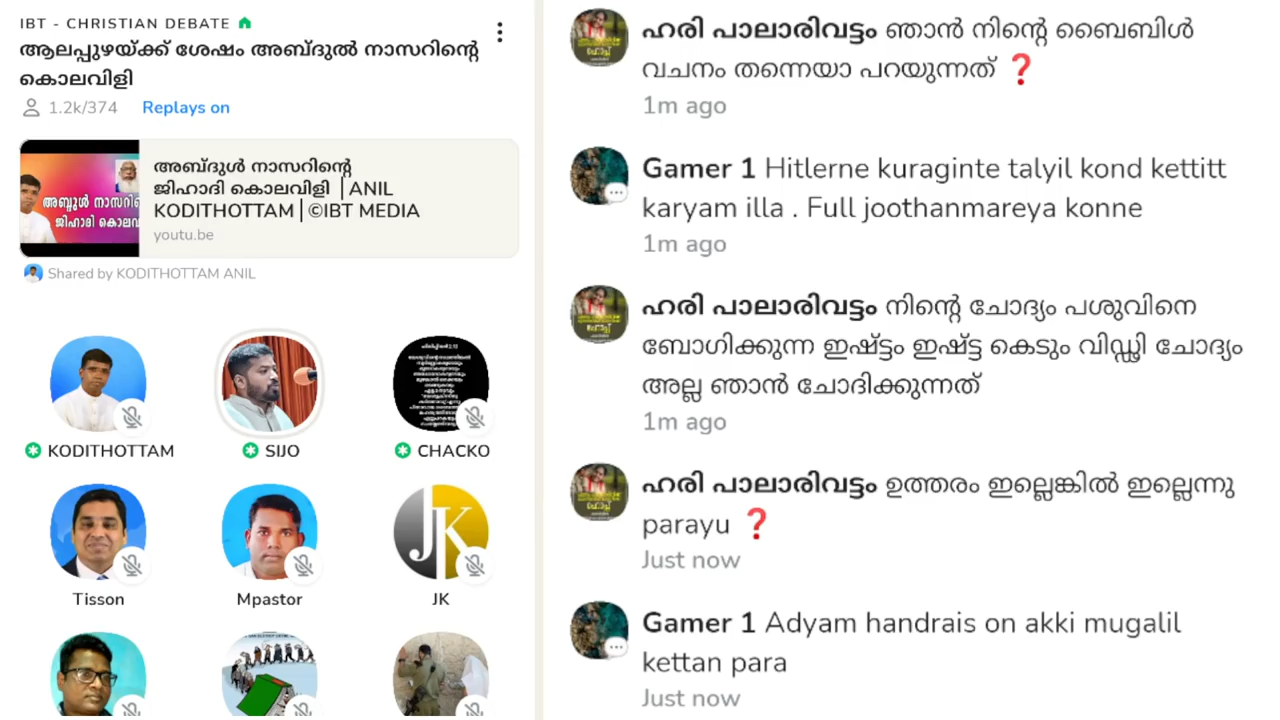 IBT - CHRISTIAN DEBATE
ആലപ്പുഴയ്ക്ക് ശേഷം അബ്ദുൽ നാസറിന്റെ
കൊലവിളി
1.2k/374 Replays on
അബ്ദുൾ നാസറിന്റെ
ജിഹാദി കൊലവിളി | ANIL
KODITHOTTAM | ©IBT MEDIA
youtu.be
Shared by KODITHOTTAM ANIL
KODITHOTTAM
SIJO
CHACKO
Tisson
Mpastor
JK
ഹരി പാലാരിവട്ടം ഞാൻ നിന്റെ ബൈബിൾ
വചനം തന്നെയാ പറയുന്നത് ❓
1m ago
Gamer 1 Hitlerne kuraginte talyil kond kettitt
karyam illa . Full joothanmareya konne
1m ago
ഹരി പാലാരിവട്ടം നിന്റെ ചോദ്യം പശുവിനെ
ബോഗിക്കുന്ന ഇഷ്ട്ടം ഇഷ്ട്ട കെടും വിഡ്ഢി ചോദ്യം
അല്ല ഞാൻ ചോദിക്കുന്നത്
1m ago
ഹരി പാലാരിവട്ടം ഉത്തരം ഇല്ലെങ്കിൽ ഇല്ലെന്നു
parayu ❓
Just now
Gamer 1 Adyam handrais on akki mugalil
kettan para
Just now